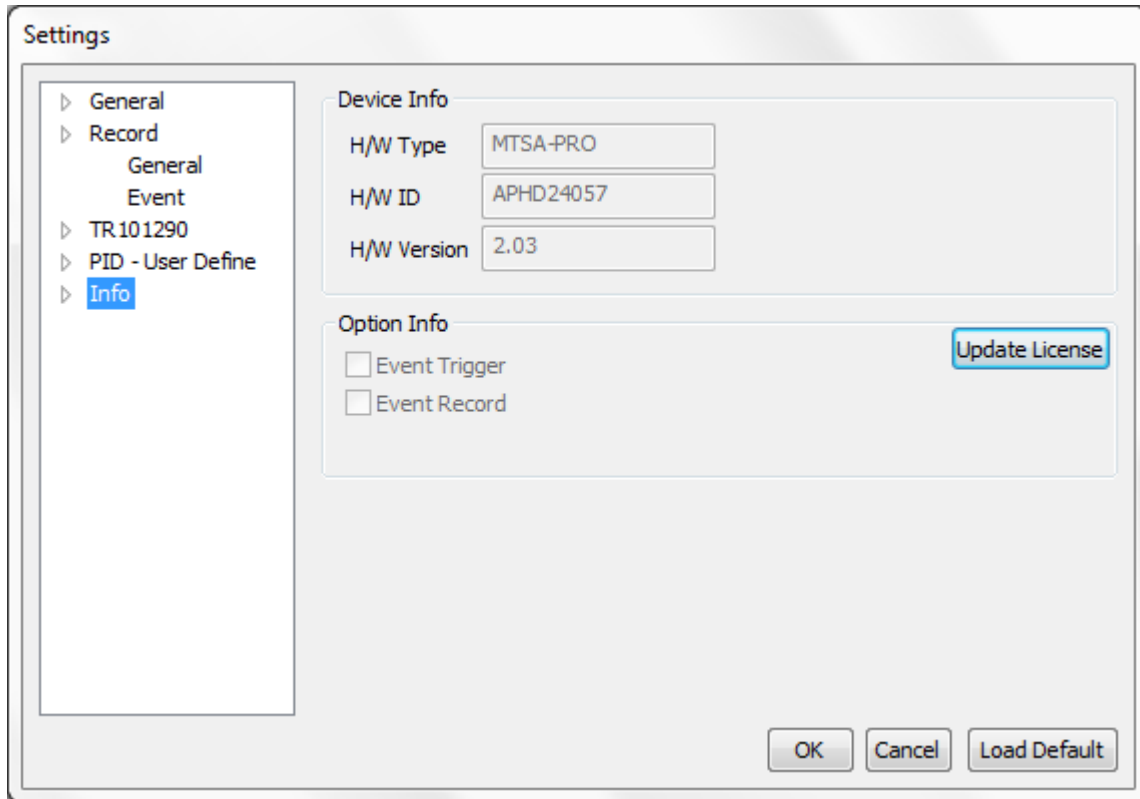 Settings
General
Record
General
Event
TR101290
PID - User Define
Info
Device Info
H/W Type MTSA-PRO
H/W ID APHD24057
H/W Version 2.03
Option Info
Update License
Event Trigger
Event Record
OK Cancel Load Default